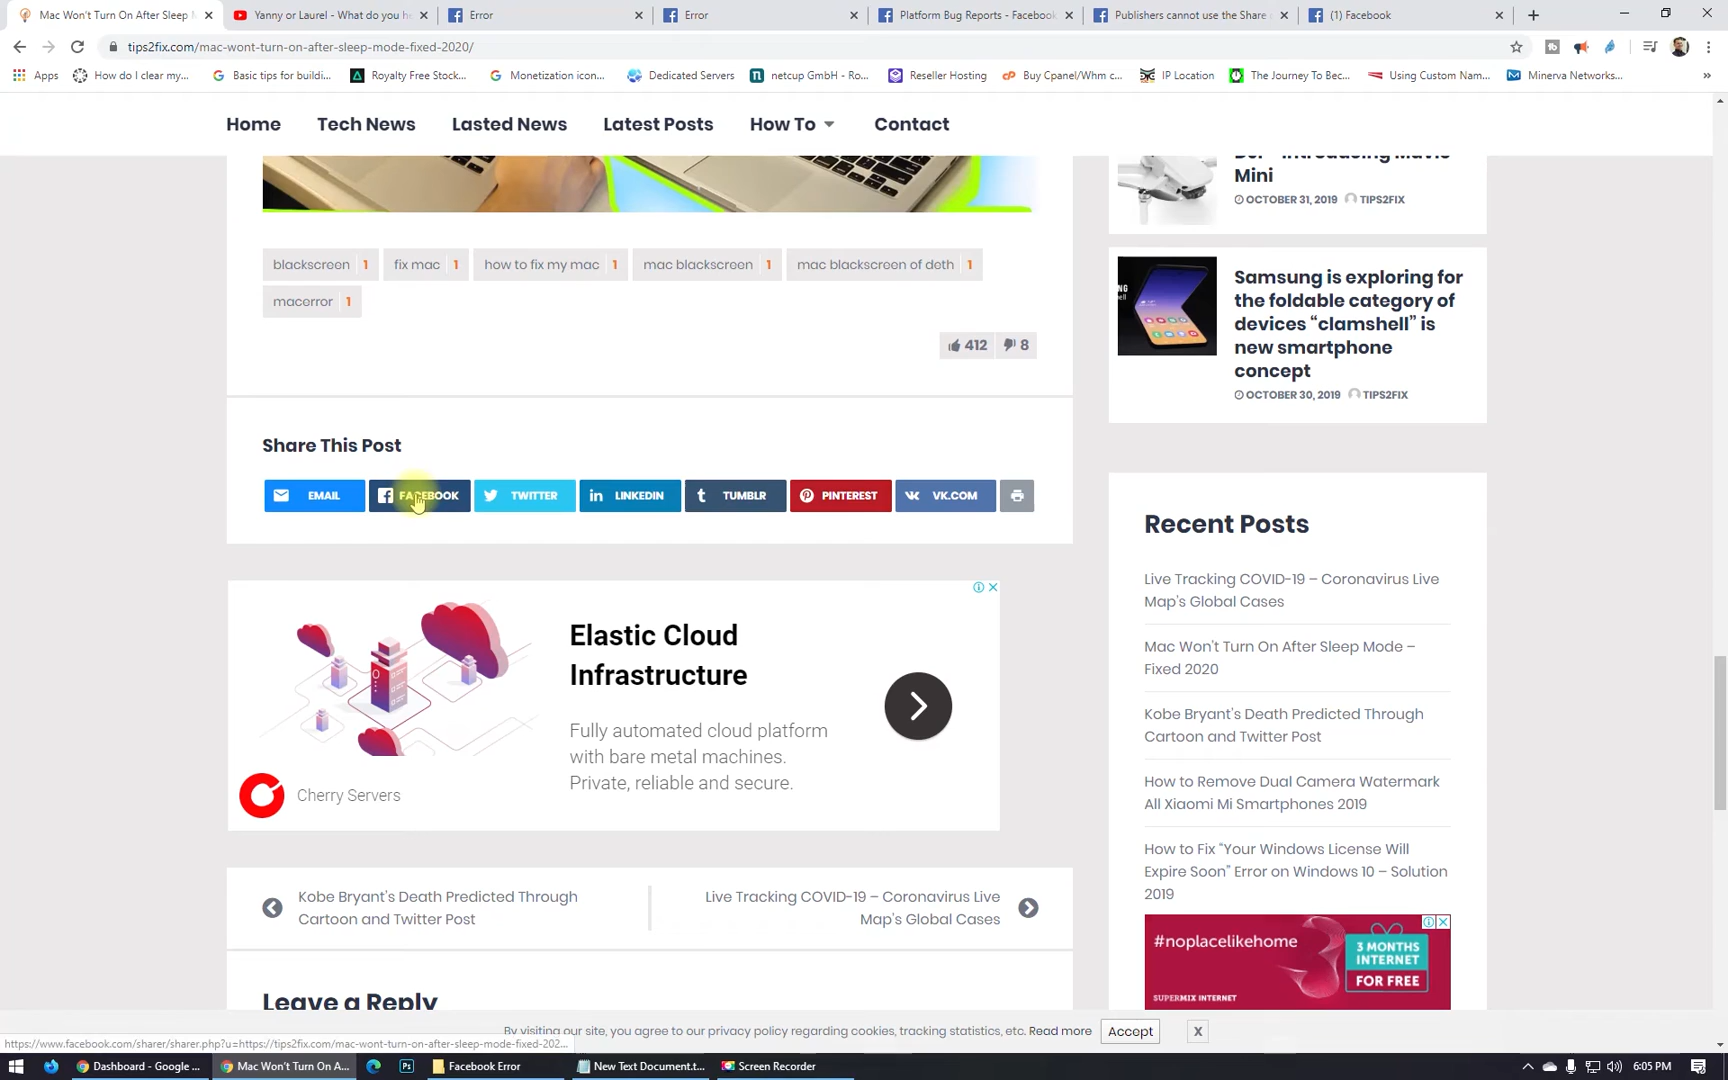 Mac Won't Turn On After Sleep M
Yanny or Laurel - What do you he
Error
Error
Platform Bug Reports - Facebook
Publishers cannot use the Share d
(1) Facebook
tips2fix.com/mac-wont-turn-on-after-sleep-mode-fixed-2020/
Apps
How do I clear my...
Basic tips for buildi...
Royalty Free Stock...
Monetization icon...
Dedicated Servers
netcup GmbH - Ro...
Reseller Hosting
Buy Cpanel/Whm c...
IP Location
The Journey To Bec...
Using Custom Nam...
Minerva Networks...
»
Home
Tech News
Lasted News
Latest Posts
How To
Contact
Mini
OCTOBER 31, 2019 TIPS2FIX
Samsung is exploring for
the foldable category of
devices “clamshell” is
new smartphone
concept
OCTOBER 30, 2019 TIPS2FIX
blackscreen 1
fix mac 1
how to fix my mac 1
mac blackscreen 1
mac blackscreen of deth 1
macerror 1
412 8
Share This Post
EMAIL
FACEBOOK
TWITTER
LINKEDIN
TUMBLR
PINTEREST
VK.COM
Elastic Cloud
Infrastructure
Fully automated cloud platform
with bare metal machines.
Private, reliable and secure.
Cherry Servers
Recent Posts
Live Tracking COVID-19 – Coronavirus Live
Map's Global Cases
Mac Won't Turn On After Sleep Mode –
Fixed 2020
Kobe Bryant's Death Predicted Through
Cartoon and Twitter Post
How to Remove Dual Camera Watermark
All Xiaomi Mi Smartphones 2019
How to Fix “Your Windows License Will
Expire Soon” Error on Windows 10 – Solution
2019
#noplacelikehome
3 MONTHS
INTERNET
FOR FREE
SUPERMIX INTERNET
Kobe Bryant's Death Predicted Through
Cartoon and Twitter Post
Live Tracking COVID-19 – Coronavirus Live
Map's Global Cases
Leave a Reply
By visiting our site, you agree to our privacy policy regarding cookies, tracking statistics, etc. Read more
Accept
X
https://www.facebook.com/sharer/sharer.php?u=https://tips2fix.com/mac-wont-turn-on-after-sleep-mode-fixed-202...
Dashboard - Google ...
Mac Won't Turn On A...
Ps
Facebook Error
New Text Document.t...
Screen Recorder
6:05 PM